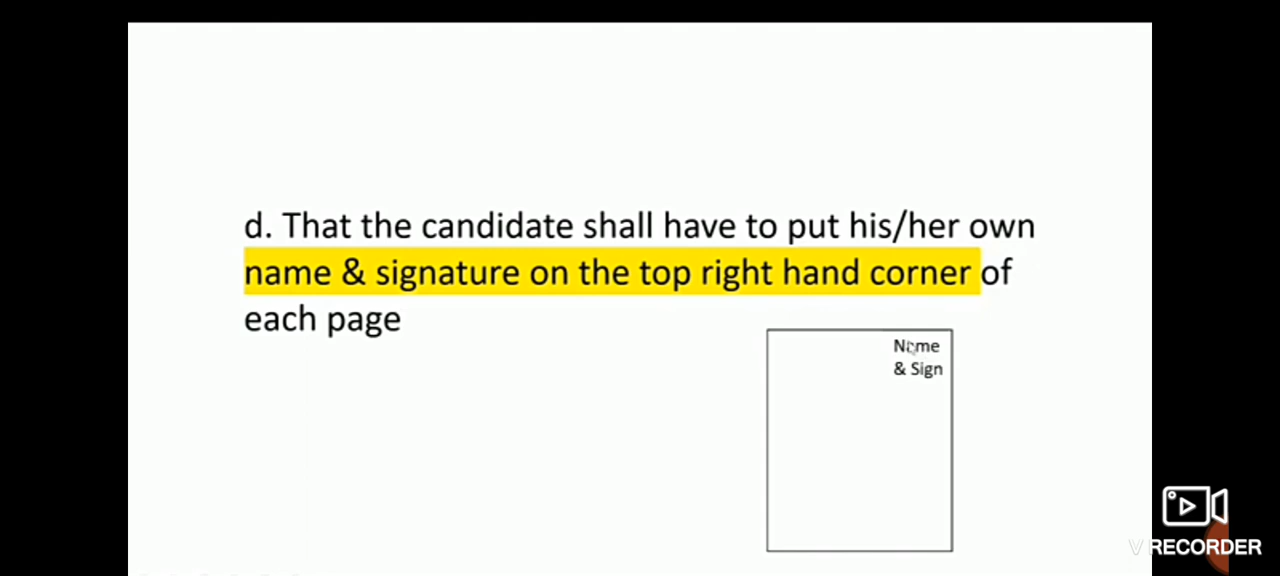 d. That the candidate shall have to put his/her own
name & signature on the top right hand corner of
each page
Name
& Sign
V RECORDER